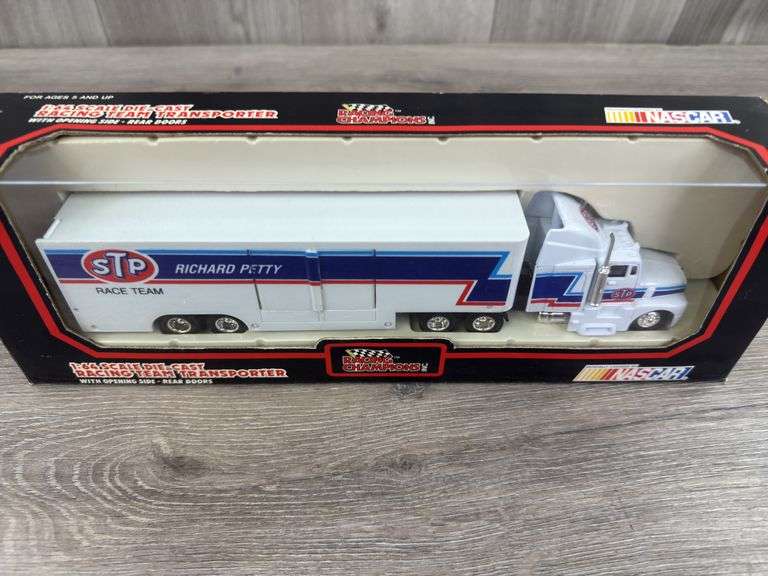 FOR AGES 5 AND UP
1:64 SCALE DIE-CAST
RACING TEAM TRANSPORTER
WITH OPENING SIDE - REAR DOORS
RACING CHAMPIONS INC
NASCAR
STP
RICHARD PETTY
RACE TEAM
STP
1:64 SCALE DIE-CAST
RACING TEAM TRANSPORTER
WITH OPENING SIDE - REAR DOORS
RACING CHAMPIONS INC
NASCAR